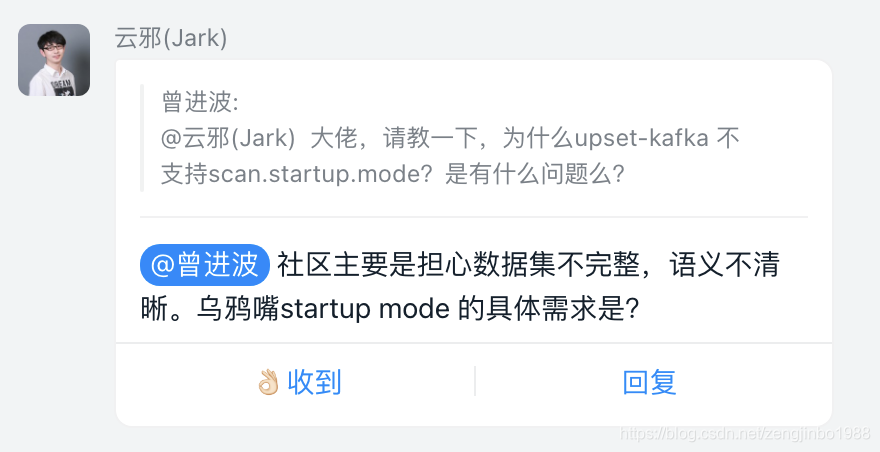 云邪(Jark)
曾进波:
@云邪(Jark) 大佬，请教一下，为什么upset-kafka 不
支持scan.startup.mode？是有什么问题么？
@曾进波 社区主要是担心数据集不完整，语义不清
晰。乌鸦嘴startup mode 的具体需求是？
👌🏻 收到
回复
https://blog.csdn.net/zengjinbo1988